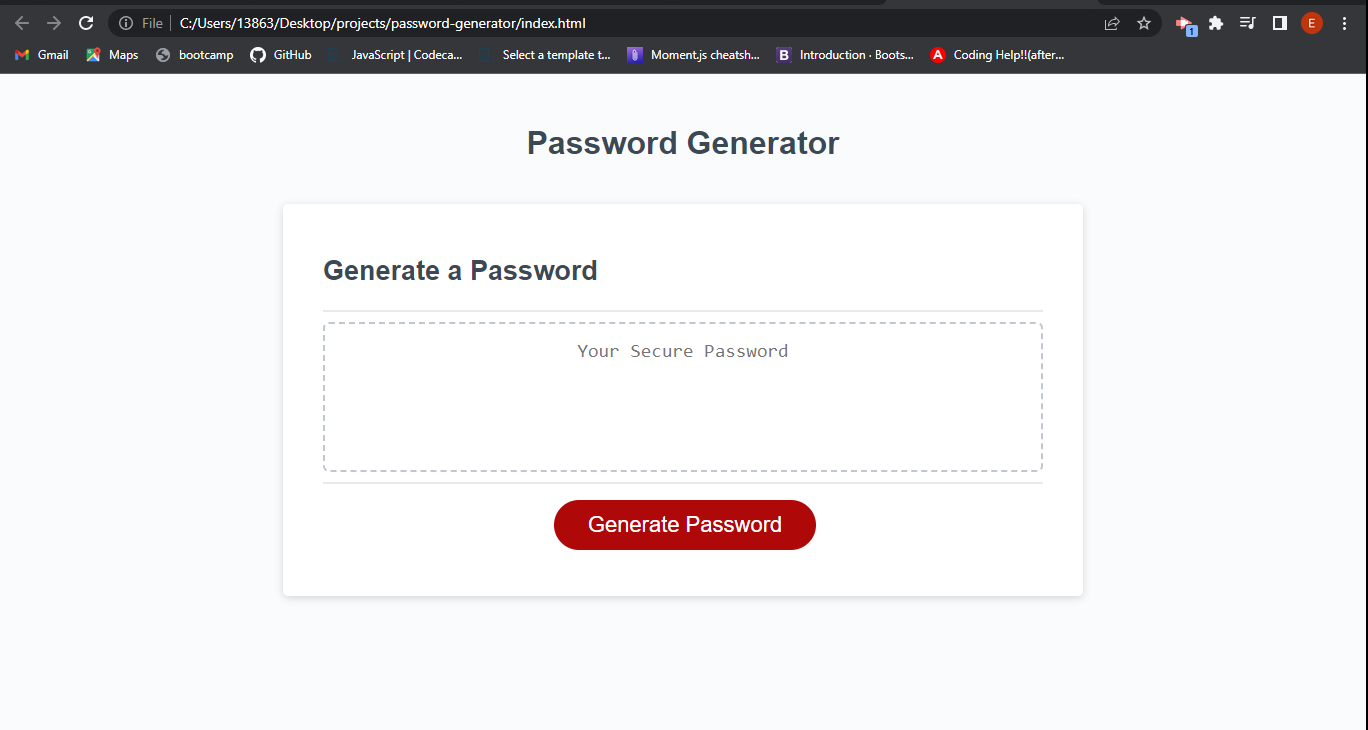 File C:/Users/13863/Desktop/projects/password-generator/index.html
1 E
Gmail Maps bootcamp GitHub JavaScript | Codeca... Select a template t... Moment.js cheatsh... B Introduction · Boots... A Coding Help!!(after...
Password Generator
Generate a Password
Your Secure Password
Generate Password